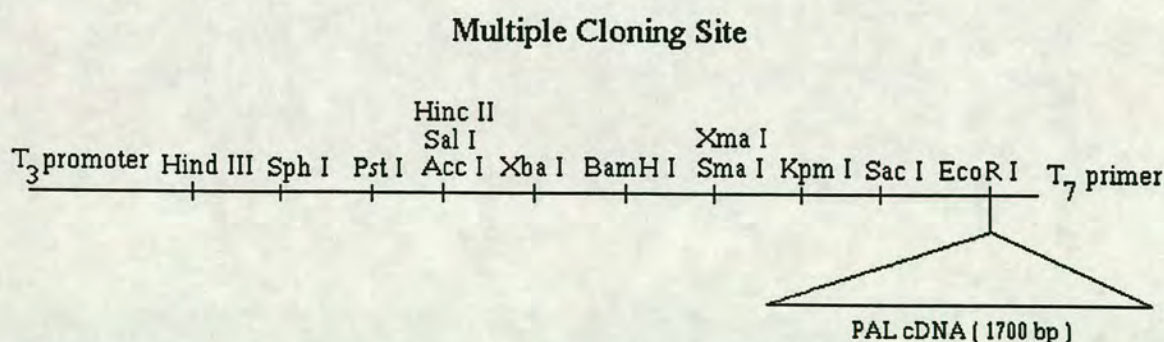 Multiple Cloning Site
Hinc II
Sal I
Xma I
T3 promoter Hind III Sph I Pst I Acc I Xba I BamH I Sma I Kpm I Sac I EcoR I T7 primer
PAL cDNA ( 1700 bp )